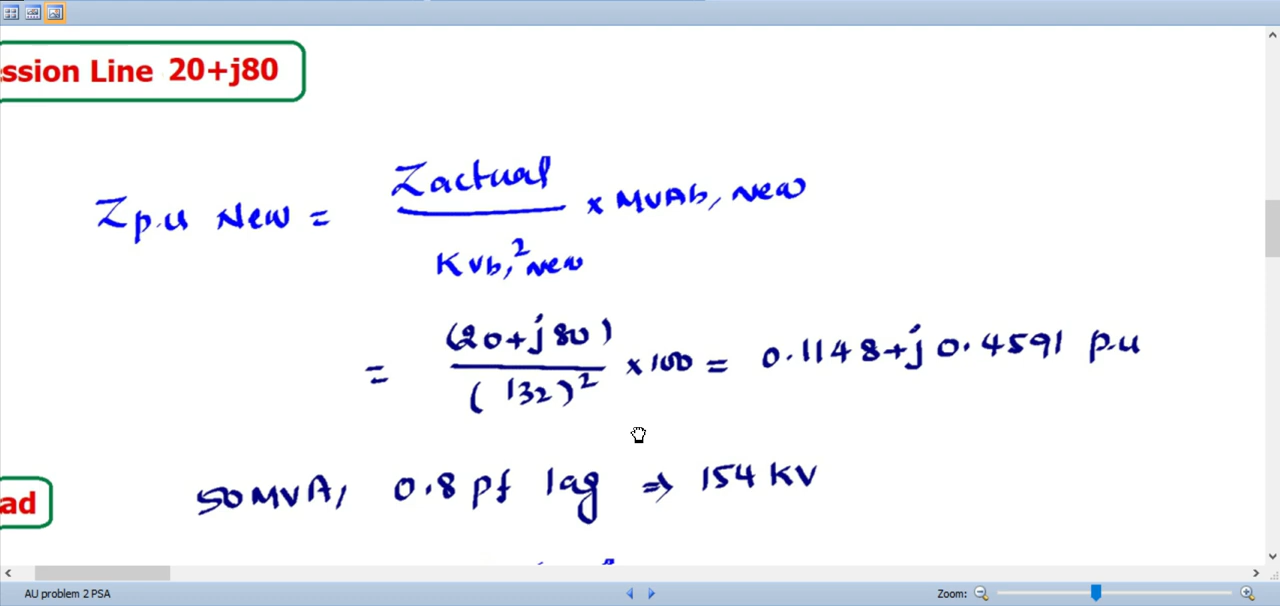 ssion Line 20+j80
Zp.u New = Zactual / KVb,²New × MVAb, New
= (20+j80) / (132)² × 100 = 0.1148+j0.4591 p.u
ad
50MVA, 0.8 pf lag ⇒ 154 KV
AU problem 2 PSA
Zoom: